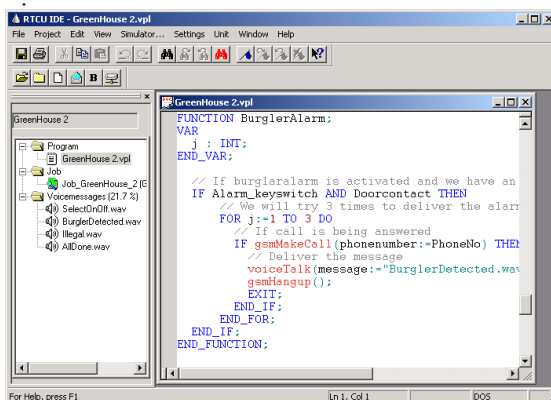 RTCU IDE - GreenHouse 2.vpl
File Project Edit View Simulator... Settings Unit Window Help
B
GreenHouse 2
Program
GreenHouse 2.vpl
Job
Job_GreenHouse_2 (G
Voicemessages (21.7 %)
SelectOnOff.wav
BurglerDetected.wav
Illegal.wav
AllDone.wav
GreenHouse 2.vpl
FUNCTION BurglerAlarm;
VAR
j : INT;
END_VAR;
// If burglaralarm is activated and we have an
IF Alarm_keyswitch AND Doorcontact THEN
// We will try 3 times to deliver the alarm
FOR j:=1 TO 3 DO
// If call is being answered
IF gsmMakeCall(phonenumber:=PhoneNo) THEN
// Deliver the message
voiceTalk(message:="BurglerDetected.wav
gsmHangup();
EXIT;
END_IF;
END_FOR;
END_IF;
END_FUNCTION;
For Help, press F1
Ln 1, Col 1
DOS